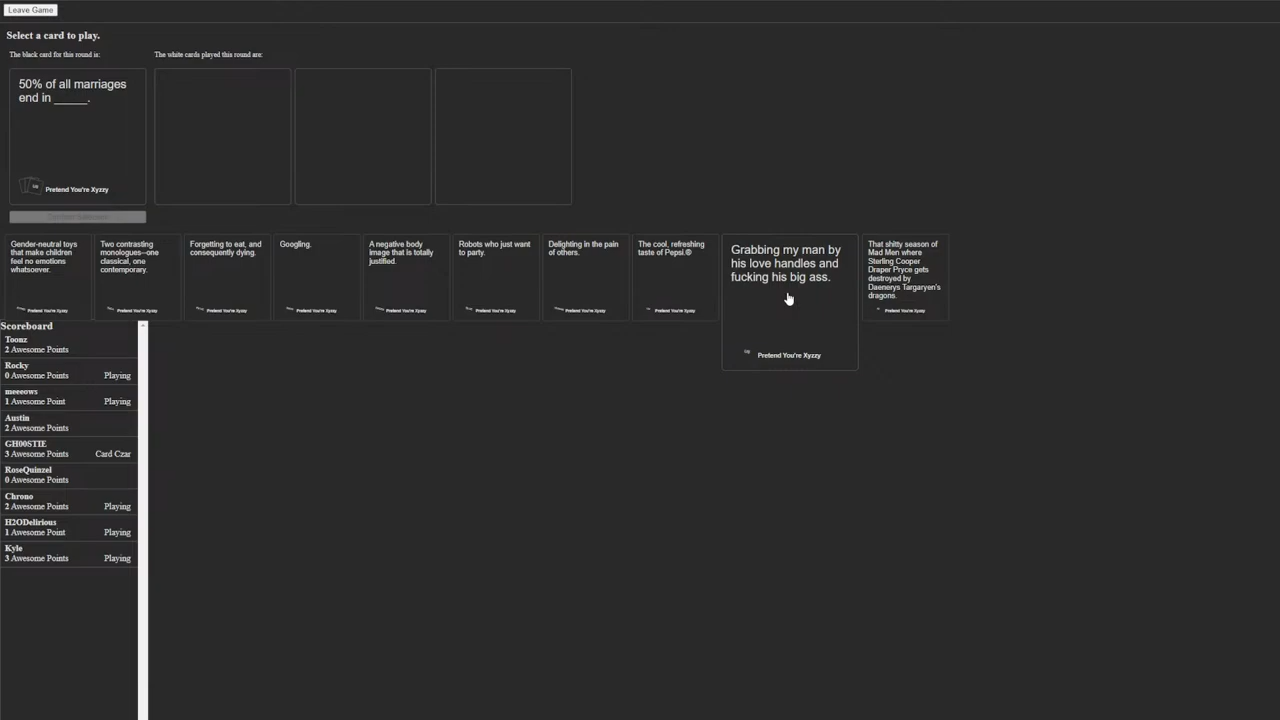 Leave Game
Select a card to play.
The black card for this round is:
The white cards played this round are:
50% of all marriages
end in _____.
Pretend You're Xyzzy
Gender-neutral toys
that make children
feel no emotions
whatsoever.
Pretend You're Xyzzy
Two contrasting
monologues—one
classical, one
contemporary.
Pretend You're Xyzzy
Forgetting to eat, and
consequently dying.
Pretend You're Xyzzy
Googling.
Pretend You're Xyzzy
A negative body
image that is totally
justified.
Pretend You're Xyzzy
Robots who just want
to party.
Pretend You're Xyzzy
Delighting in the pain
of others.
Pretend You're Xyzzy
The cool, refreshing
taste of Pepsi.®
Pretend You're Xyzzy
Grabbing my man by
his love handles and
fucking his big ass.
Pretend You're Xyzzy
That shitty season of
Mad Men where
Sterling Cooper
Draper Pryce gets
destroyed by
Daenerys Targaryen's
dragons.
Pretend You're Xyzzy
Scoreboard
Toonz
2 Awesome Points
Rocky
0 Awesome Points Playing
meeeows
1 Awesome Point Playing
Austin
2 Awesome Points
GH00STIE
3 Awesome Points Card Czar
RoseQuinzel
0 Awesome Points
Chrono
2 Awesome Points Playing
H2ODelirious
1 Awesome Point Playing
Kyle
3 Awesome Points Playing